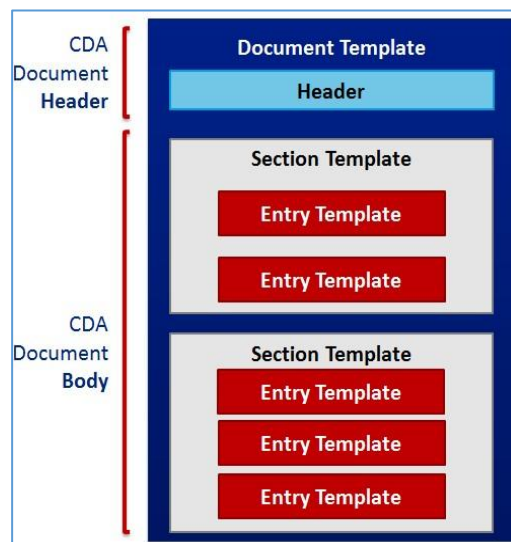 CDA
Document
Header
Document Template
Header
CDA
Document
Body
Section Template
Entry Template
Entry Template
Section Template
Entry Template
Entry Template
Entry Template